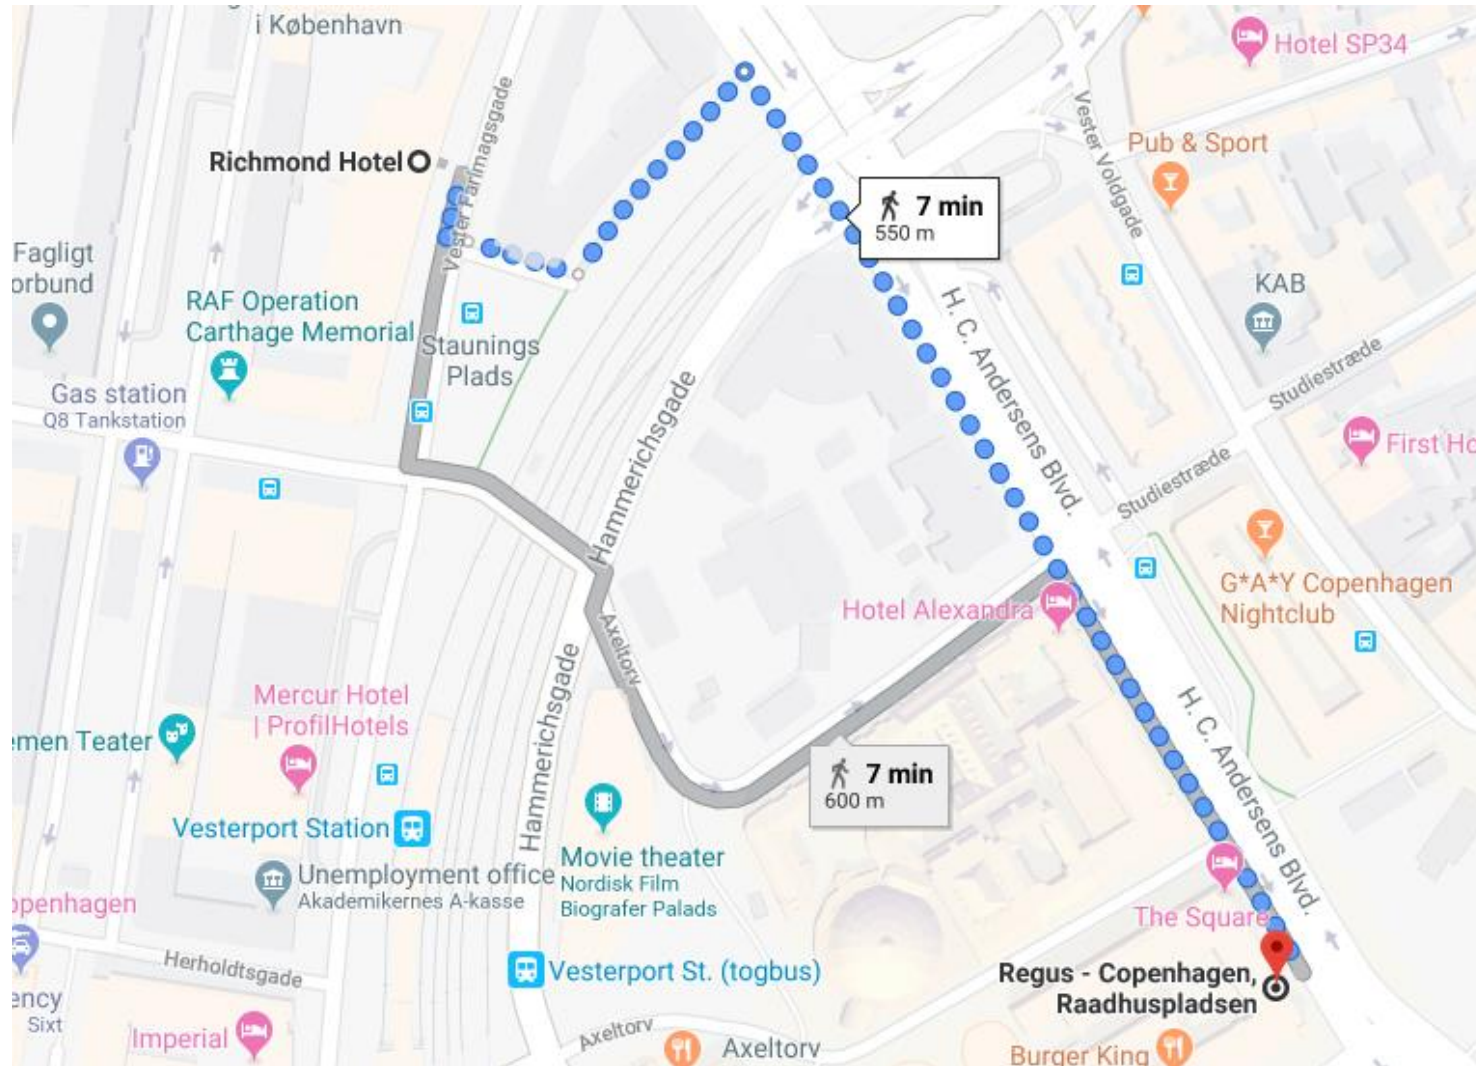 i København
Hotel SP34
Vester Farimagsgade
Vester Voldgade
Pub & Sport
Richmond Hotel
7 min
550 m
Fagligt
orbund
KAB
RAF Operation
Carthage Memorial
Staunings
Plads
H. C. Andersens Blvd.
Studiestræde
Gas station
Q8 Tankstation
Hammerichsgade
First Ho
Studiestræde
G*A*Y Copenhagen
Nightclub
Hotel Alexandra
Axeltorv
Hammerichsgade
Mercur Hotel
| ProfilHotels
H. C. Andersens Blvd.
emen Teater
7 min
600 m
Vesterport Station
Movie theater
Nordisk Film
Biografer Palads
Unemployment office
Akademikernes A-kasse
openhagen
The Square
Herholdtsgade
Vesterport St. (togbus)
Regus - Copenhagen,
Raadhuspladsen
ency
Sixt
Imperial
Axeltorv
Axeltorv
Burger King